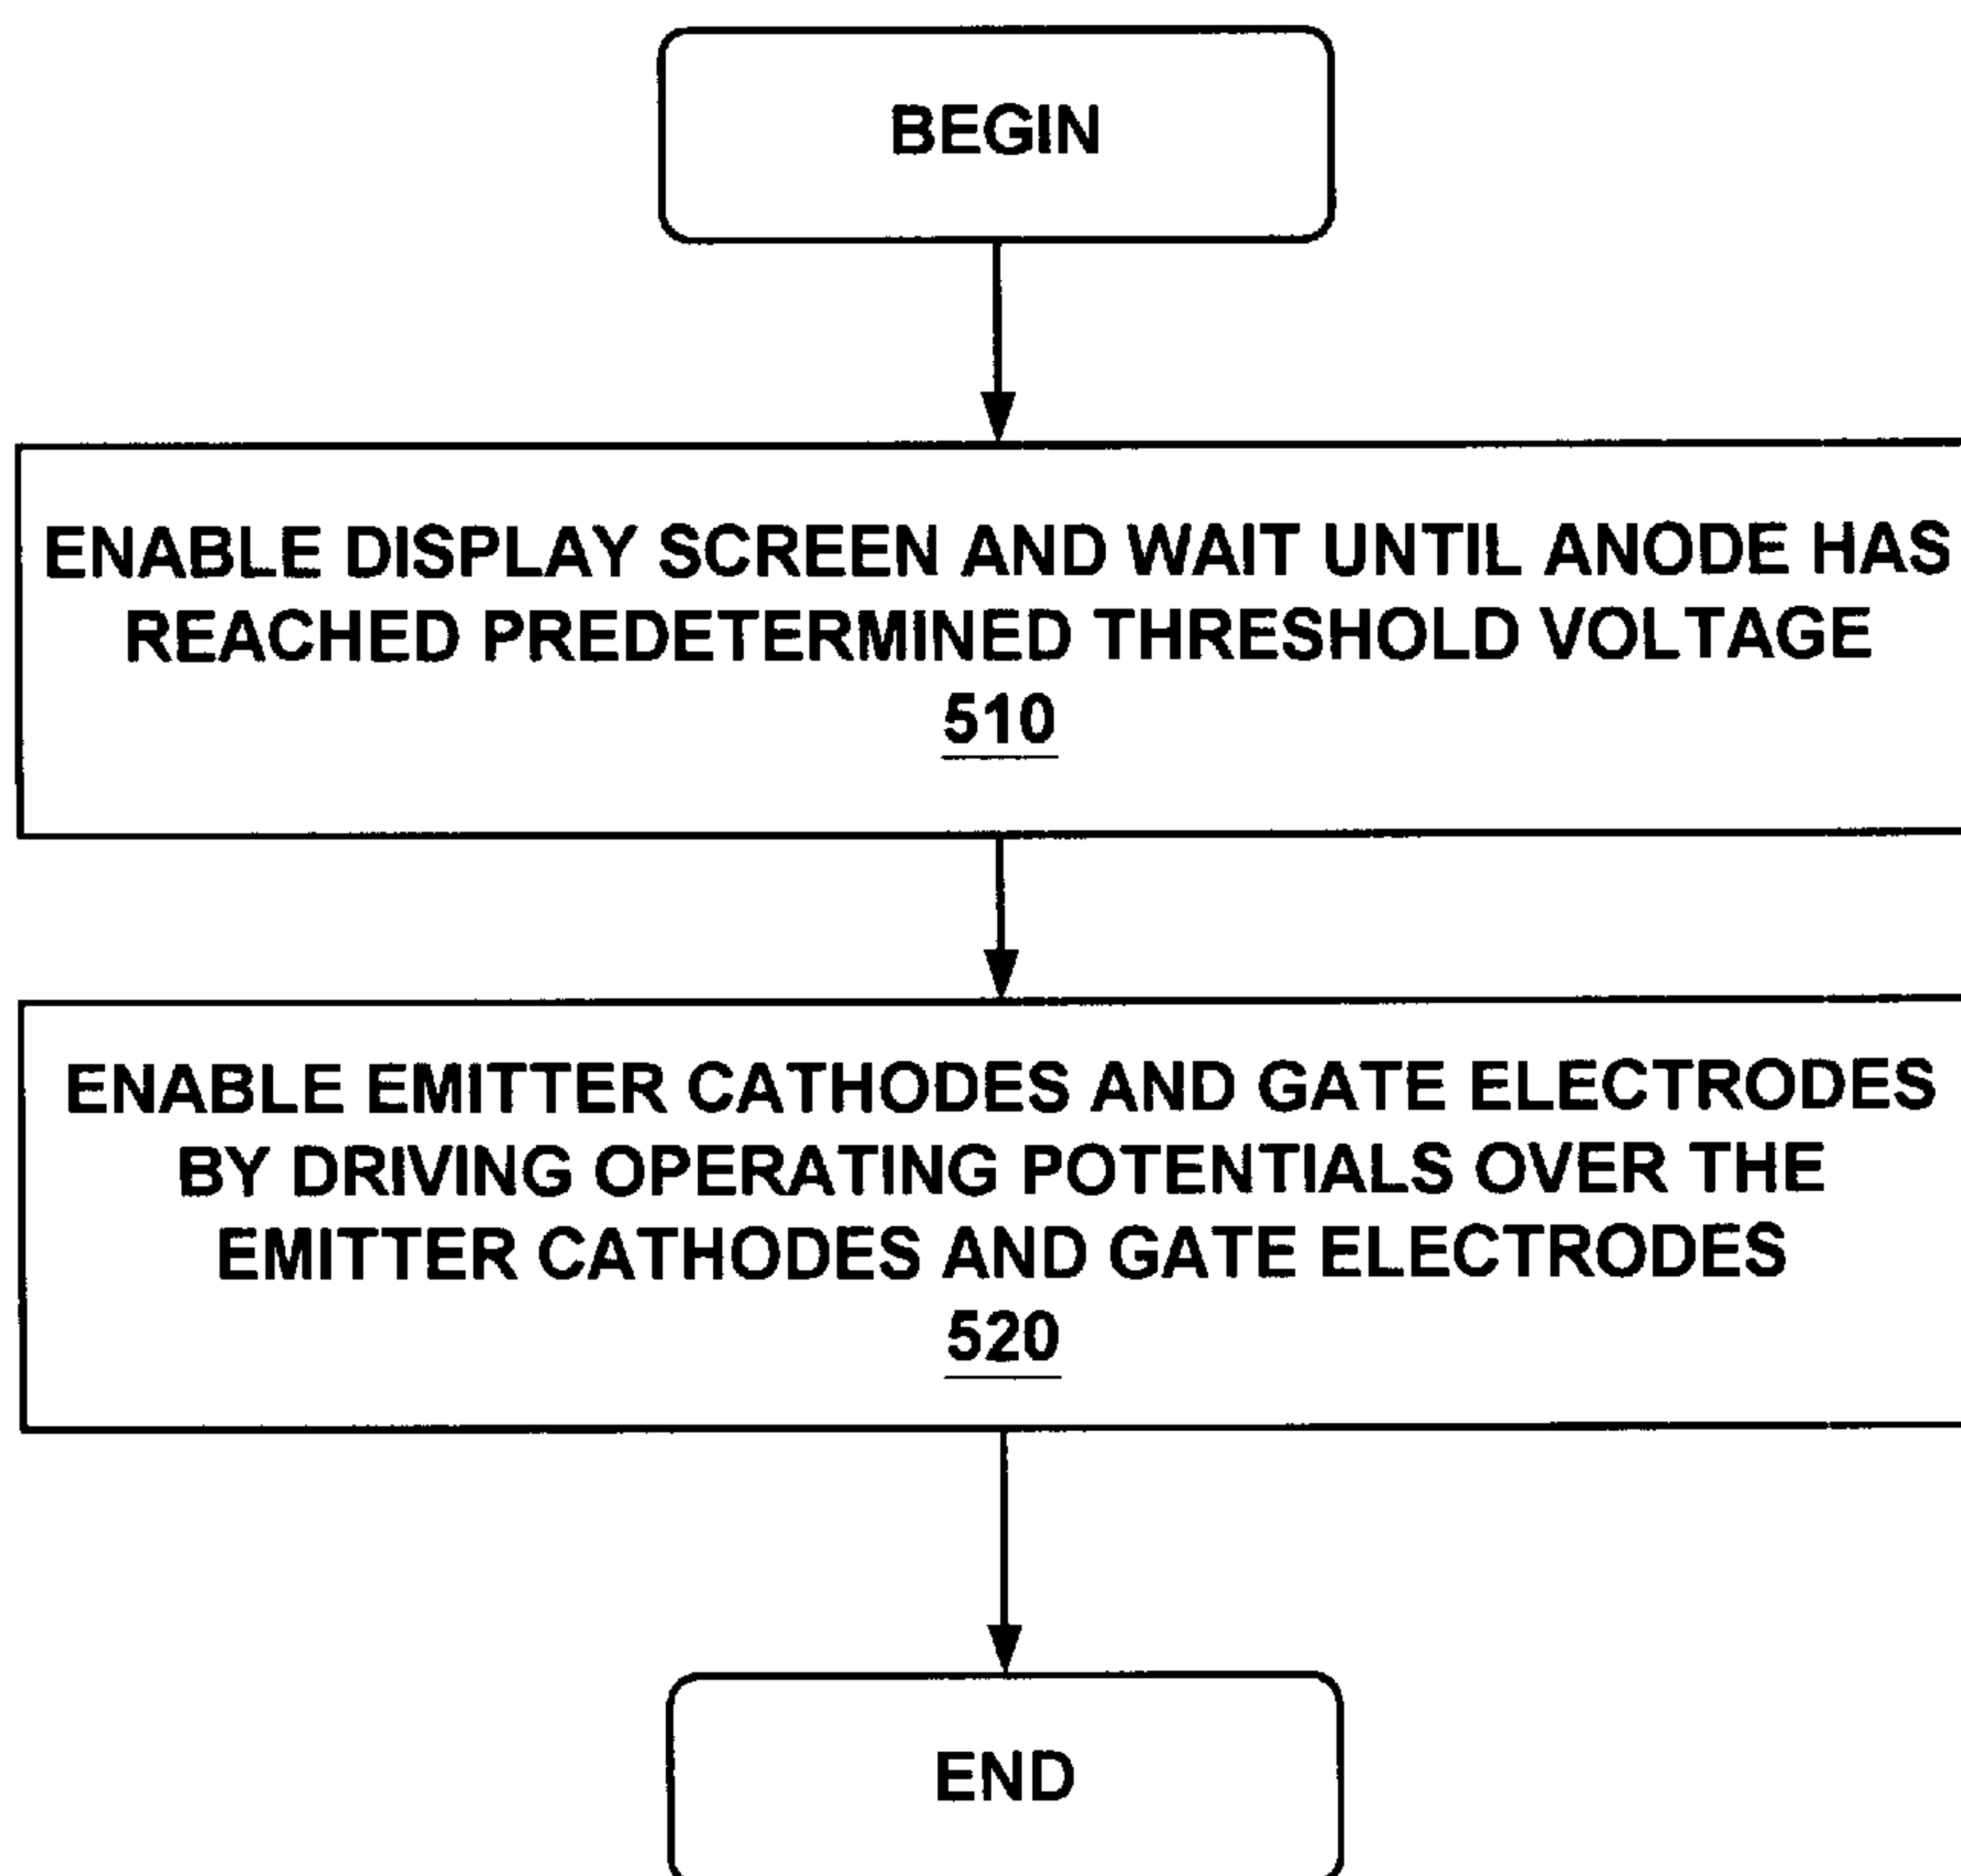 BEGIN
ENABLE DISPLAY SCREEN AND WAIT UNTIL ANODE HAS
REACHED PREDETERMINED THRESHOLD VOLTAGE
510
ENABLE EMITTER CATHODES AND GATE ELECTRODES
BY DRIVING OPERATING POTENTIALS OVER THE
EMITTER CATHODES AND GATE ELECTRODES
520
END